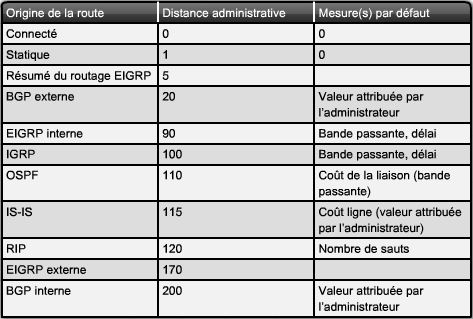 Origine de la route Distance administrative Mesure(s) par défaut
Connecté 0 0
Statique 1 0
Résumé du routage EIGRP 5
BGP externe 20 Valeur attribuée par
l'administrateur
EIGRP interne 90 Bande passante, délai
IGRP 100 Bande passante, délai
OSPF 110 Coût de la liaison (bande
passante)
IS-IS 115 Coût ligne (valeur attribuée
par l'administrateur)
RIP 120 Nombre de sauts
EIGRP externe 170
BGP interne 200 Valeur attribuée par
l'administrateur